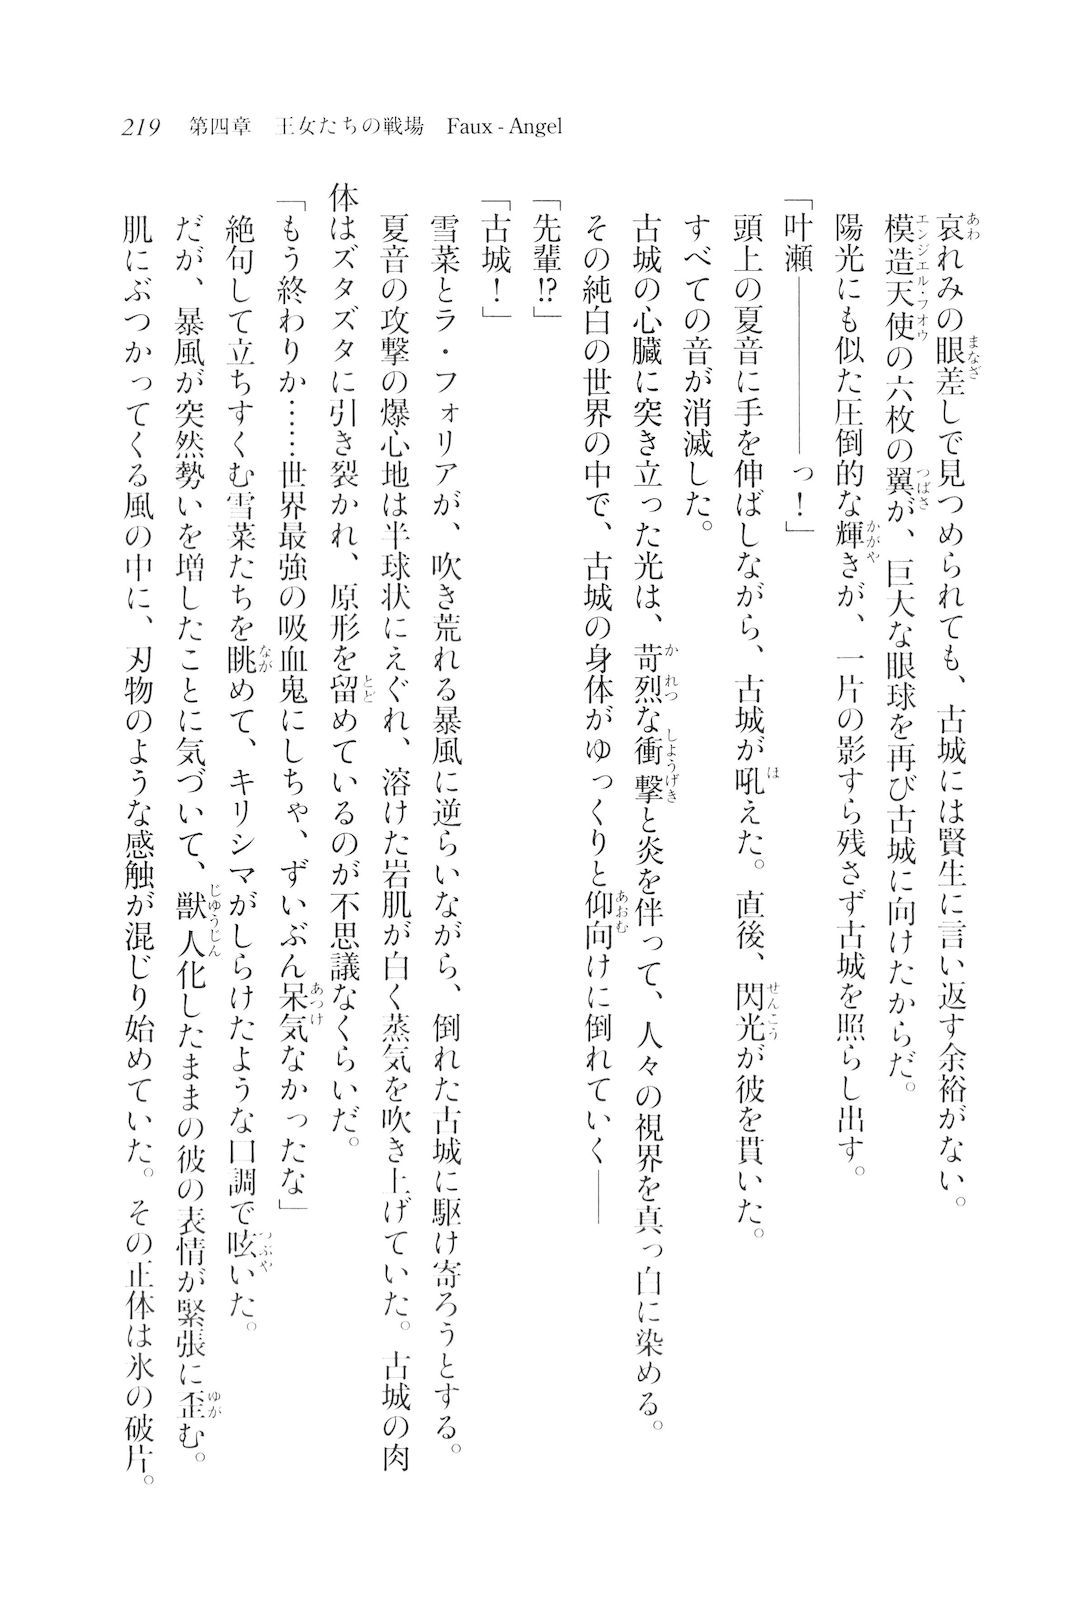 219　第四章　王女たちの戦場　Faux - Angel
哀れみの眼差しで見つめられても、古城には賢生に言い返す余裕がない。
模造天使の六枚の翼が、巨大な眼球を再び古城に向けたからだ。
陽光にも似た圧倒的な輝きが、一片の影すら残さず古城を照らし出す。
「叶瀬――――――っ！」
頭上の夏音に手を伸ばしながら、古城が吼えた。直後、閃光が彼を貫いた。
すべての音が消滅した。
古城の心臓に突き立った光は、苛烈な衝撃と炎を伴って、人々の視界を真っ白に染める。
その純白の世界の中で、古城の身体がゆっくりと仰向けに倒れていく――
「先輩!?」
「古城！」
雪菜とラ・フォリアが、吹き荒れる暴風に逆らいながら、倒れた古城に駆け寄ろうとする。
夏音の攻撃の爆心地は半球状にえぐれ、溶けた岩肌が白く蒸気を吹き上げていた。古城の肉
体はズタズタに引き裂かれ、原形を留めているのが不思議なくらいだ。
「もう終わりか……世界最強の吸血鬼にしちゃ、ずいぶん呆気なかったな」
絶句して立ちすくむ雪菜たちを眺めて、キリシマがしらけたような口調で呟いた。
だが、暴風が突然勢いを増したことに気づいて、獣人化したままの彼の表情が緊張に歪む。
肌にぶつかってくる風の中に、刃物のような感触が混じり始めていた。その正体は氷の破片。